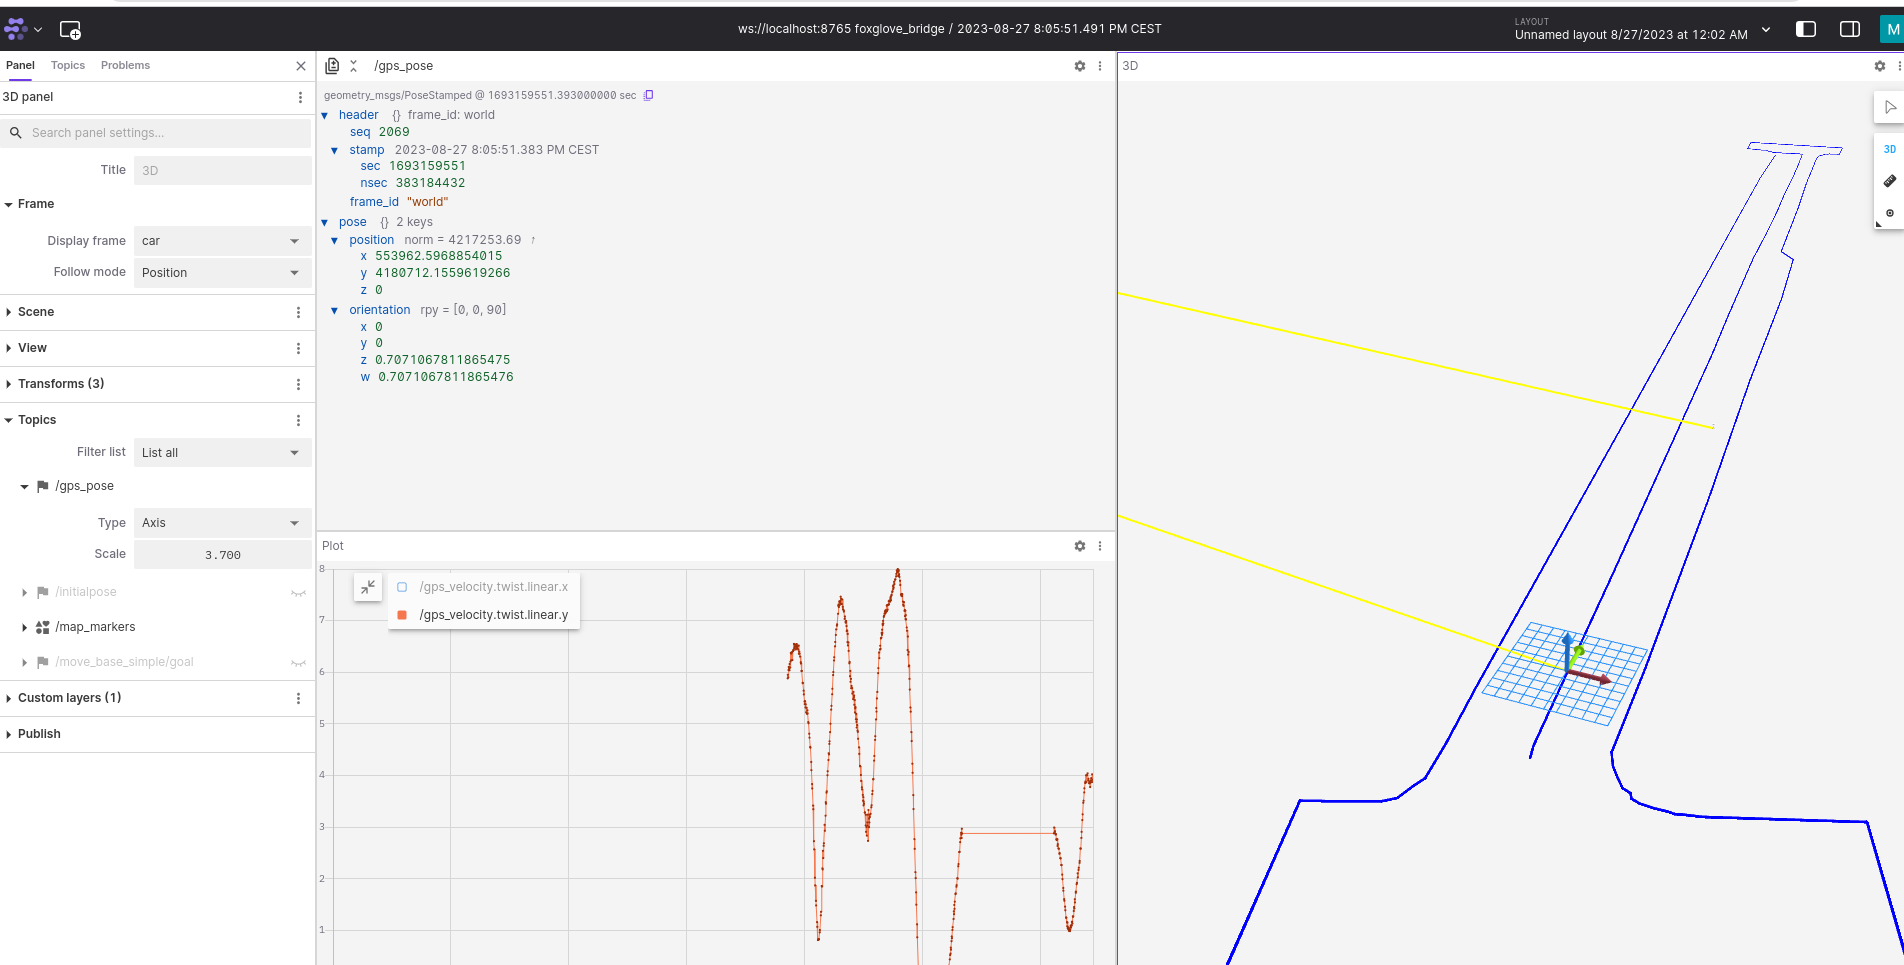 ws://localhost:8765 foxglove_bridge / 2023-08-27 8:05:51.491 PM CEST
LAYOUT
Unnamed layout 8/27/2023 at 12:02 AM
M
Panel Topics Problems
3D panel
Search panel settings...
Title 3D
Frame
Display frame car
Follow mode Position
Scene
View
Transforms (3)
Topics
Filter list List all
/gps_pose
Type Axis
Scale 3.700
/initialpose
/map_markers
/move_base_simple/goal
Custom layers (1)
Publish
/gps_pose
geometry_msgs/PoseStamped @ 1693159551.393000000 sec
header {} frame_id: world
seq 2069
stamp 2023-08-27 8:05:51.383 PM CEST
sec 1693159551
nsec 383184432
frame_id "world"
pose {} 2 keys
position norm = 4217253.69 ↑
x 553962.5968854015
y 4180712.1559619266
z 0
orientation rpy = [0, 0, 90]
x 0
y 0
z 0.7071067811865475
w 0.7071067811865476
Plot
/gps_velocity.twist.linear.x
/gps_velocity.twist.linear.y
8
7
6
5
4
3
2
1
3D
3D